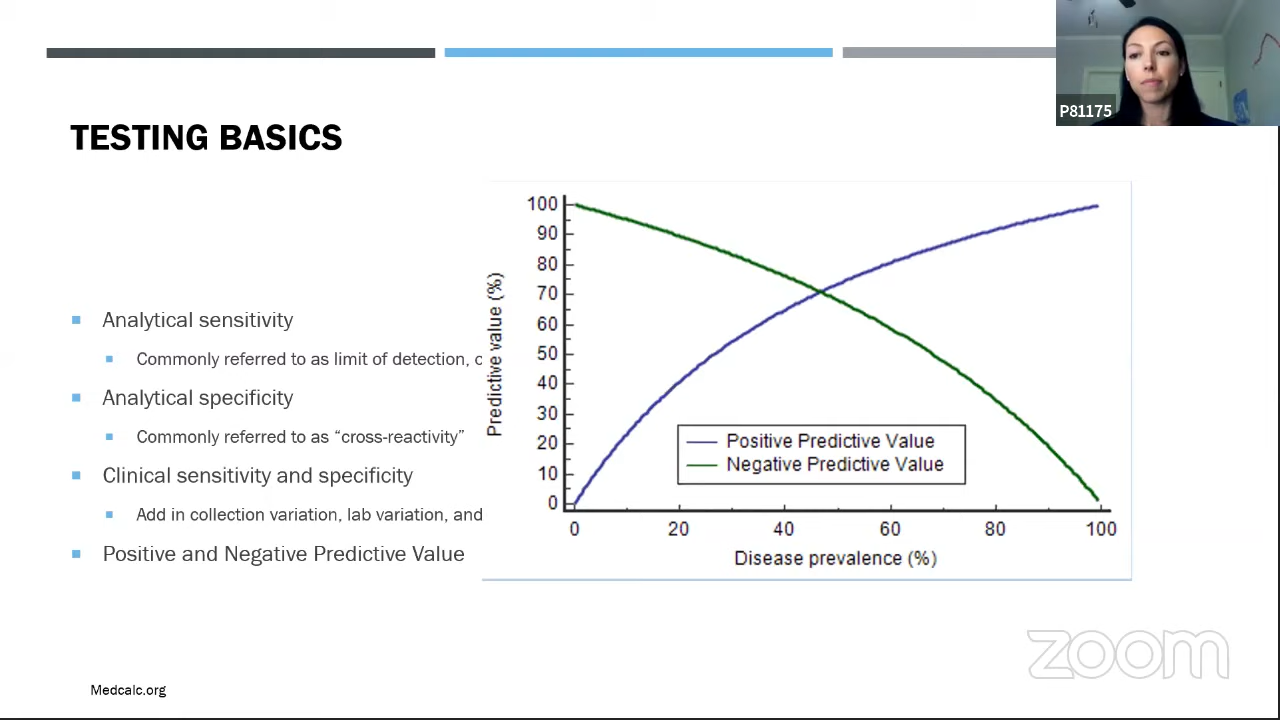 P81175
TESTING BASICS
Analytical sensitivity
Commonly referred to as limit of detection,
Analytical specificity
Commonly referred to as “cross-reactivity”
Clinical sensitivity and specificity
Add in collection variation, lab variation, and
Positive and Negative Predictive Value
Predictive value (%)
100
90
80
70
60
50
40
30
20
10
0
Positive Predictive Value
Negative Predictive Value
0 20 40 60 80 100
Disease prevalence (%)
Medcalc.org
zoom